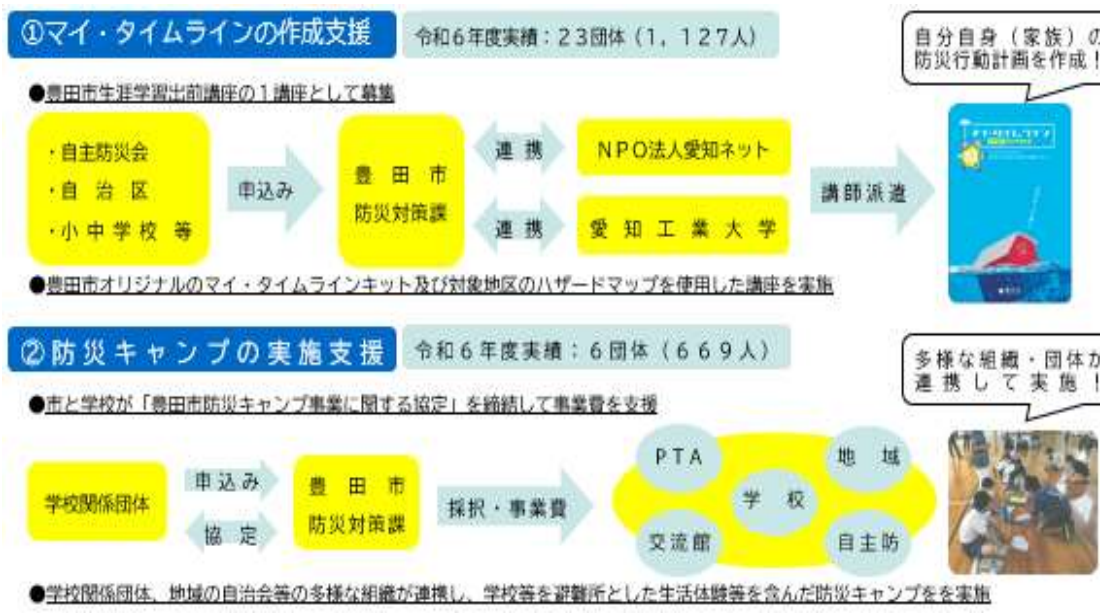 ①マイ・タイムラインの作成支援
令和6年度実績:23団体(1,127人)
自分自身(家族)の
防災行動計画を作成!
●豊田市生涯学習出前講座の1講座として募集
・自主防災会
・自治区
・小中学校等
申込み
豊田市
防災対策課
連携
NPO法人愛知ネット
連携
愛知工業大学
講師派遣
●豊田市オリジナルのマイ・タイムラインキット及び対象地区のハザードマップを使用した講座を実施
②防災キャンプの実施支援
令和6年度実績:6団体(669人)
多様な組織・団体が
連携して実施!
●市と学校が「豊田市防災キャンプ事業に関する協定」を締結して事業費を支援
学校関係団体
申込み
協定
豊田市
防災対策課
採択・事業費
PTA
地域
学校
交流館
自主防
●学校関係団体、地域の自治会等の多様な組織が連携し、学校等を避難所とした生活体験等を含んだ防災キャンプをを実施